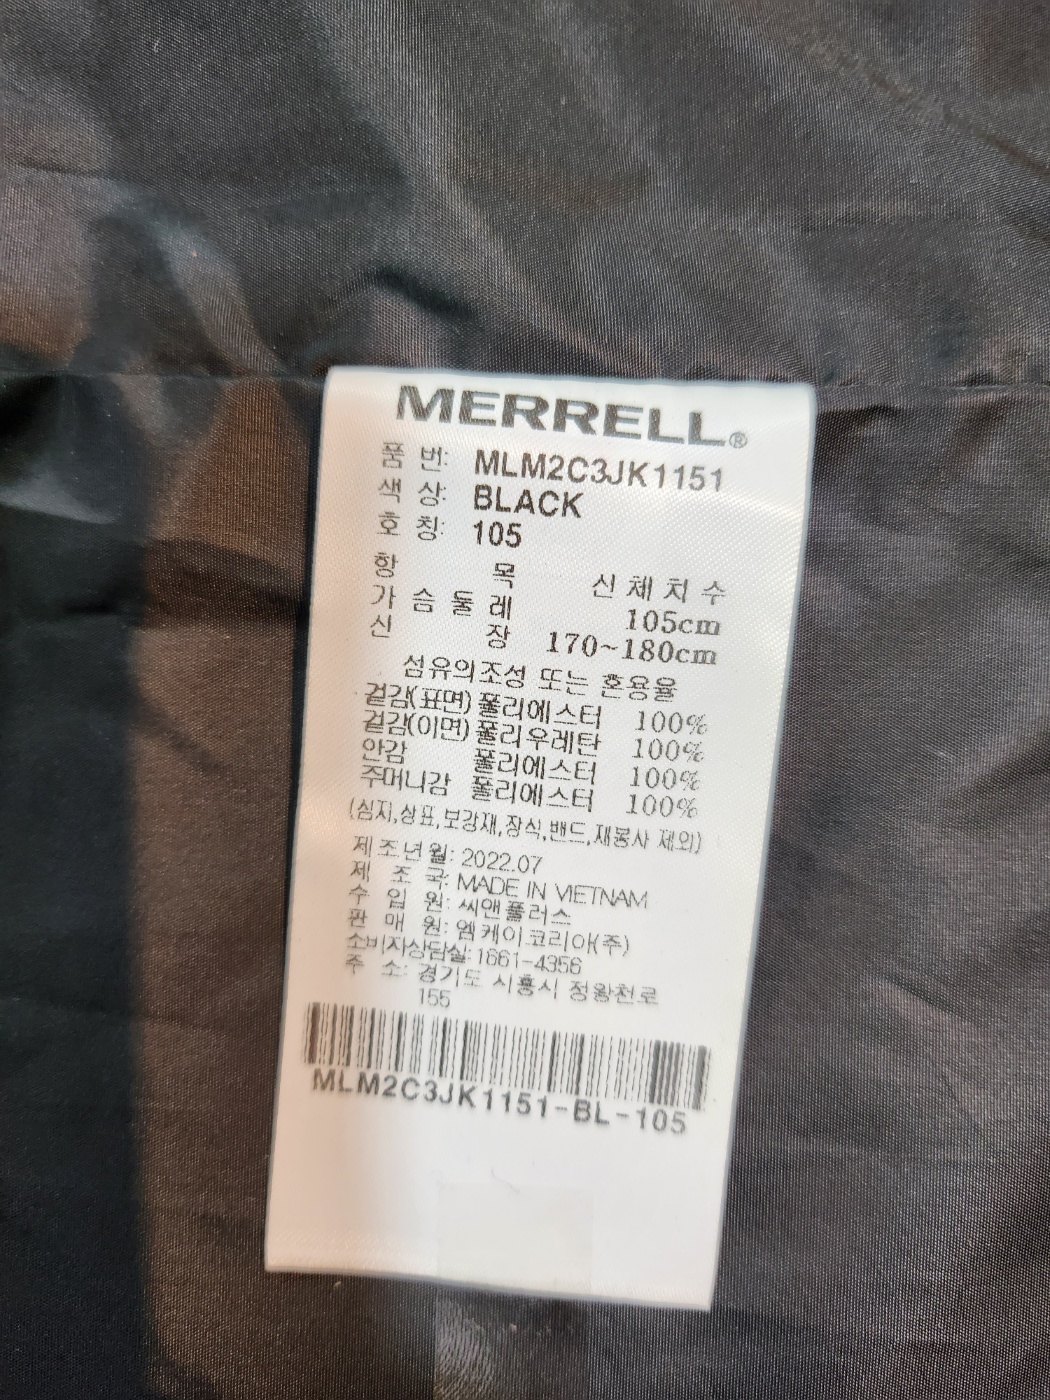 MERRELL®
품 번: MLM2C3JK1151
색 상: BLACK
호 칭: 105
항 목 신체치수
가슴둘레 105cm
신 장 170~180cm
섬유의조성 또는 혼용율
겉감(표면) 폴리에스터 100%
겉감(이면) 폴리우레탄 100%
안감 폴리에스터 100%
주머니감 폴리에스터 100%
(심지,상표,보강재,장식,밴드,재봉사 제외)
제조년월: 2022.07
제 조 국: MADE IN VIETNAM
수 입 원: 씨앤플러스
판 매 원: 엠케이코리아(주)
소비자상담실: 1661-4356
주 소: 경기도 시흥시 정왕천로
155
MLM2C3JK1151-BL-105